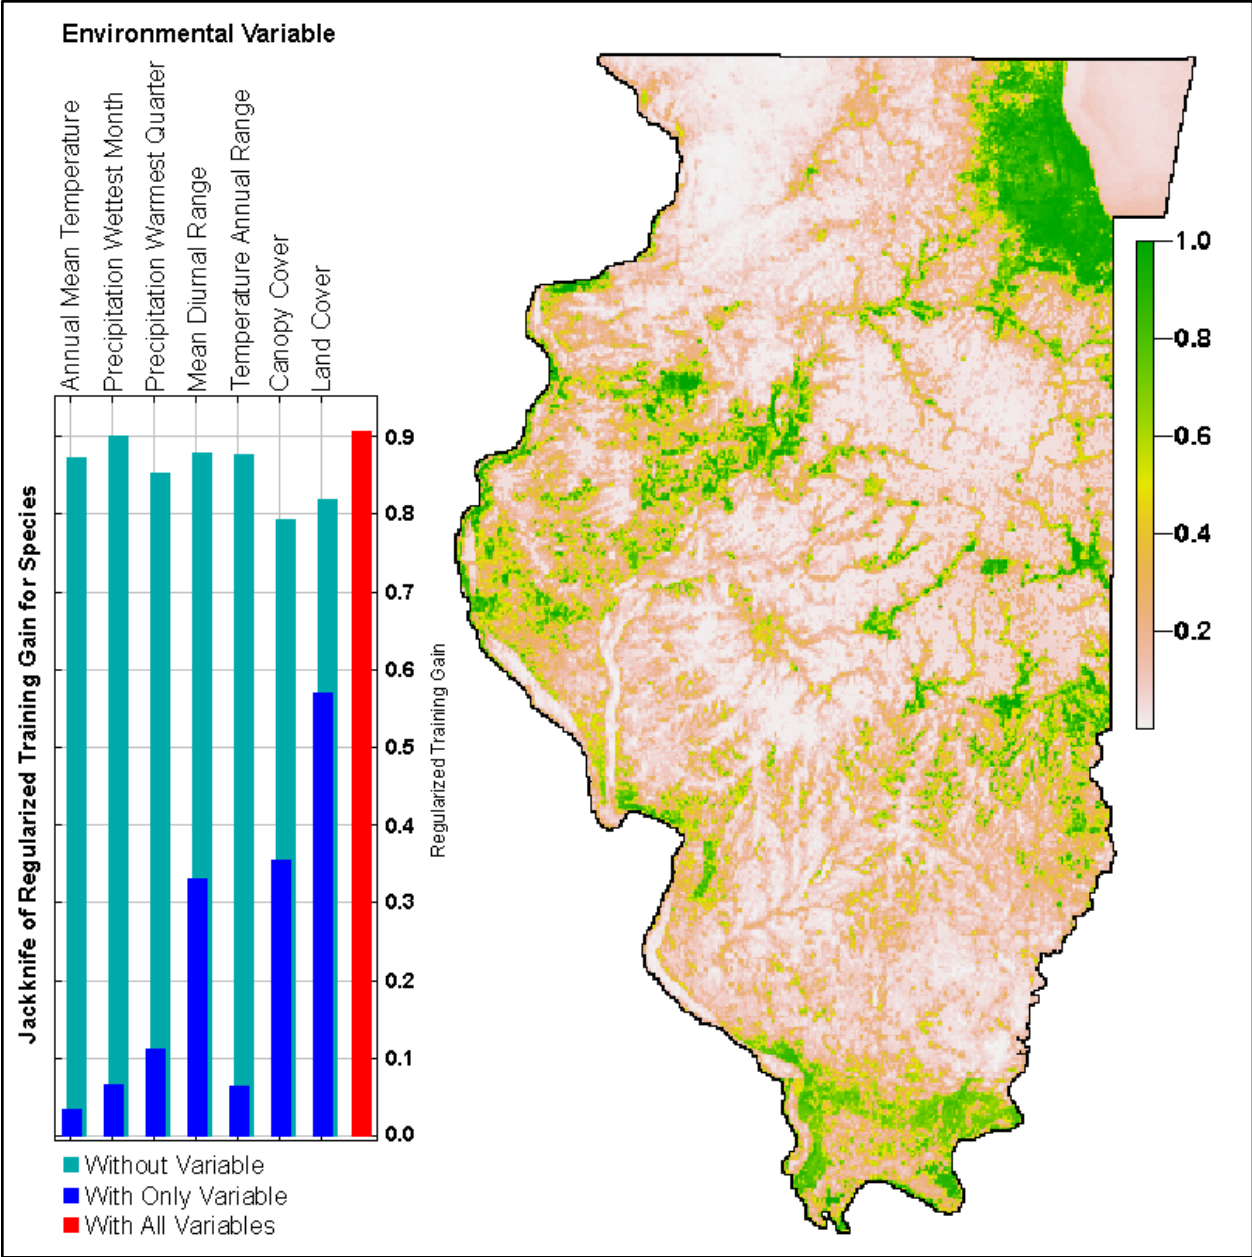 Environmental Variable
Annual Mean Temperature
Precipitation Wettest Month
Precipitation Warmest Quarter
Mean Diurnal Range
Temperature Annual Range
Canopy Cover
Land Cover
Jackknife of Regularized Training Gain for Species
0.9
0.8
0.7
0.6
0.5
0.4
0.3
0.2
0.1
0.0
Regularized Training Gain
Without Variable
With Only Variable
With All Variables
1.0
0.8
0.6
0.4
0.2